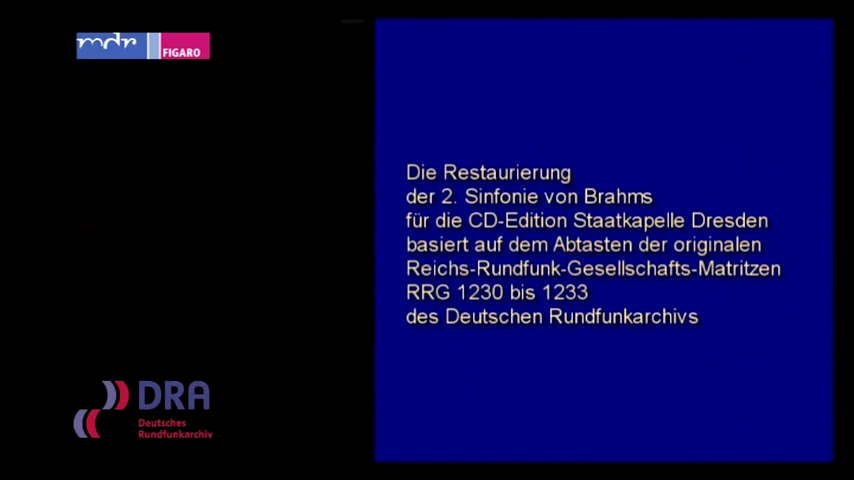 mdr FIGARO
Die Restaurierung
der 2. Sinfonie von Brahms
für die CD-Edition Staatkapelle Dresden
basiert auf dem Abtasten der originalen
Reichs-Rundfunk-Gesellschafts-Matritzen
RRG 1230 bis 1233
des Deutschen Rundfunkarchivs
DRA
Deutsches
Rundfunkarchiv